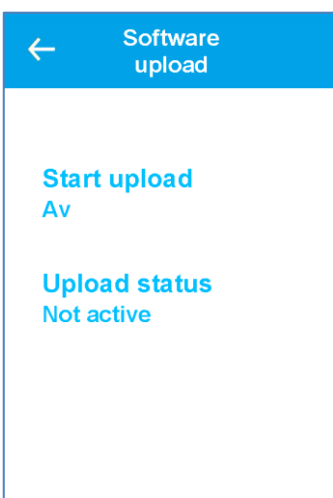 Software
upload
Start upload
Av
Upload status
Not active